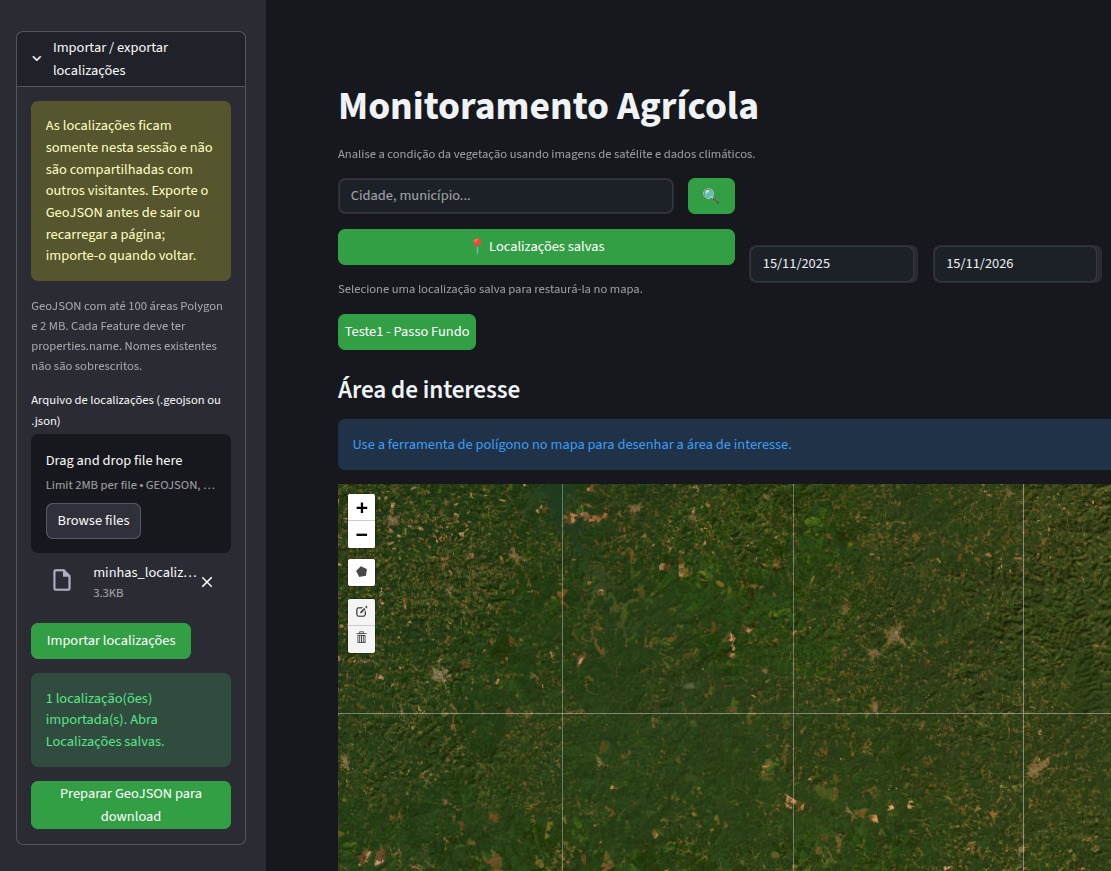 Importar / exportar
localizações
As localizações ficam
somente nesta sessão e não
são compartilhadas com
outros visitantes. Exporte o
GeoJSON antes de sair ou
recarregar a página;
importe-o quando voltar.
GeoJSON com até 100 áreas Polygon
e 2 MB. Cada Feature deve ter
properties.name. Nomes existentes
não são sobrescritos.
Arquivo de localizações (.geojson ou
.json)
Drag and drop file here
Limit 2MB per file • GEOJSON, …
Browse files
minhas_localiz…
3.3KB
Importar localizações
1 localização(ões)
importada(s). Abra
Localizações salvas.
Preparar GeoJSON para
download
Monitoramento Agrícola
Analise a condição da vegetação usando imagens de satélite e dados climáticos.
Cidade, município...
Localizações salvas
15/11/2025
15/11/2026
Selecione uma localização salva para restaurá-la no mapa.
Teste1 - Passo Fundo
Área de interesse
Use a ferramenta de polígono no mapa para desenhar a área de interesse.
+
−